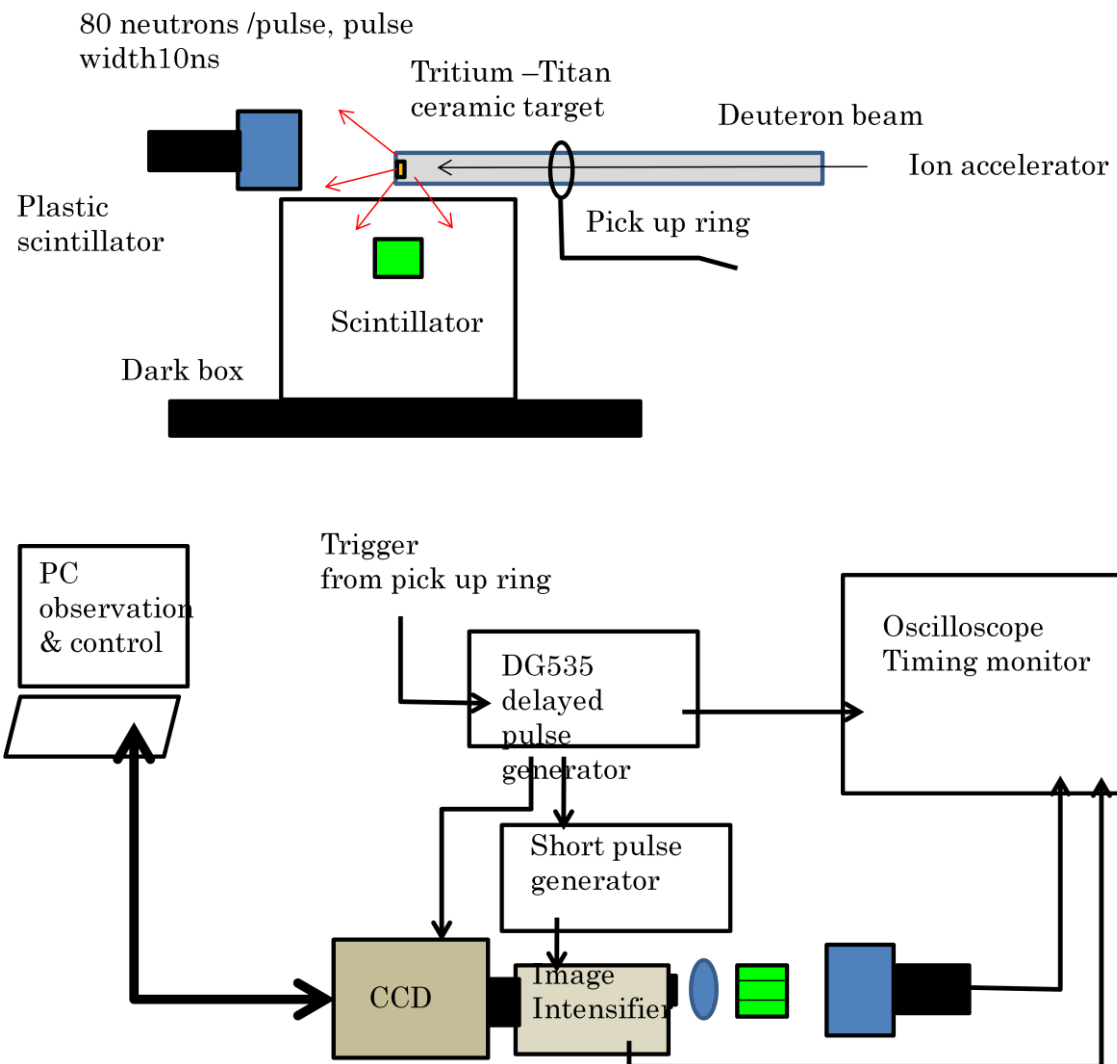 80 neutrons /pulse, pulse
width10ns
Tritium –Titan
ceramic target
Deuteron beam
Ion accelerator
Plastic
scintillator
Pick up ring
Scintillator
Dark box
PC
observation
& control
Trigger
from pick up ring
DG535
delayed
pulse
generator
Oscilloscope
Timing monitor
Short pulse
generator
CCD
Image
Intensifier